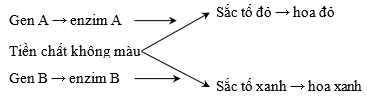 Gen A → enzim A → Sắc tố đỏ → hoa đỏ
Tiền chất không màu
Gen B → enzim B → Sắc tố xanh → hoa xanh